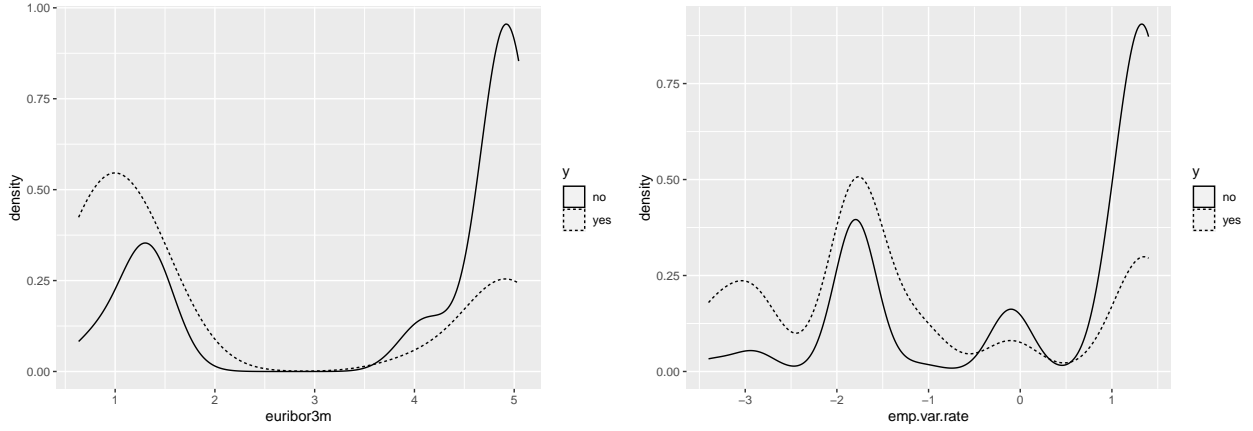 density
1.00
0.75
0.50
0.25
0.00
1 2 3 4 5
euribor3m
y
no
yes
density
0.75
0.50
0.25
0.00
−3 −2 −1 0 1
emp.var.rate
y
no
yes